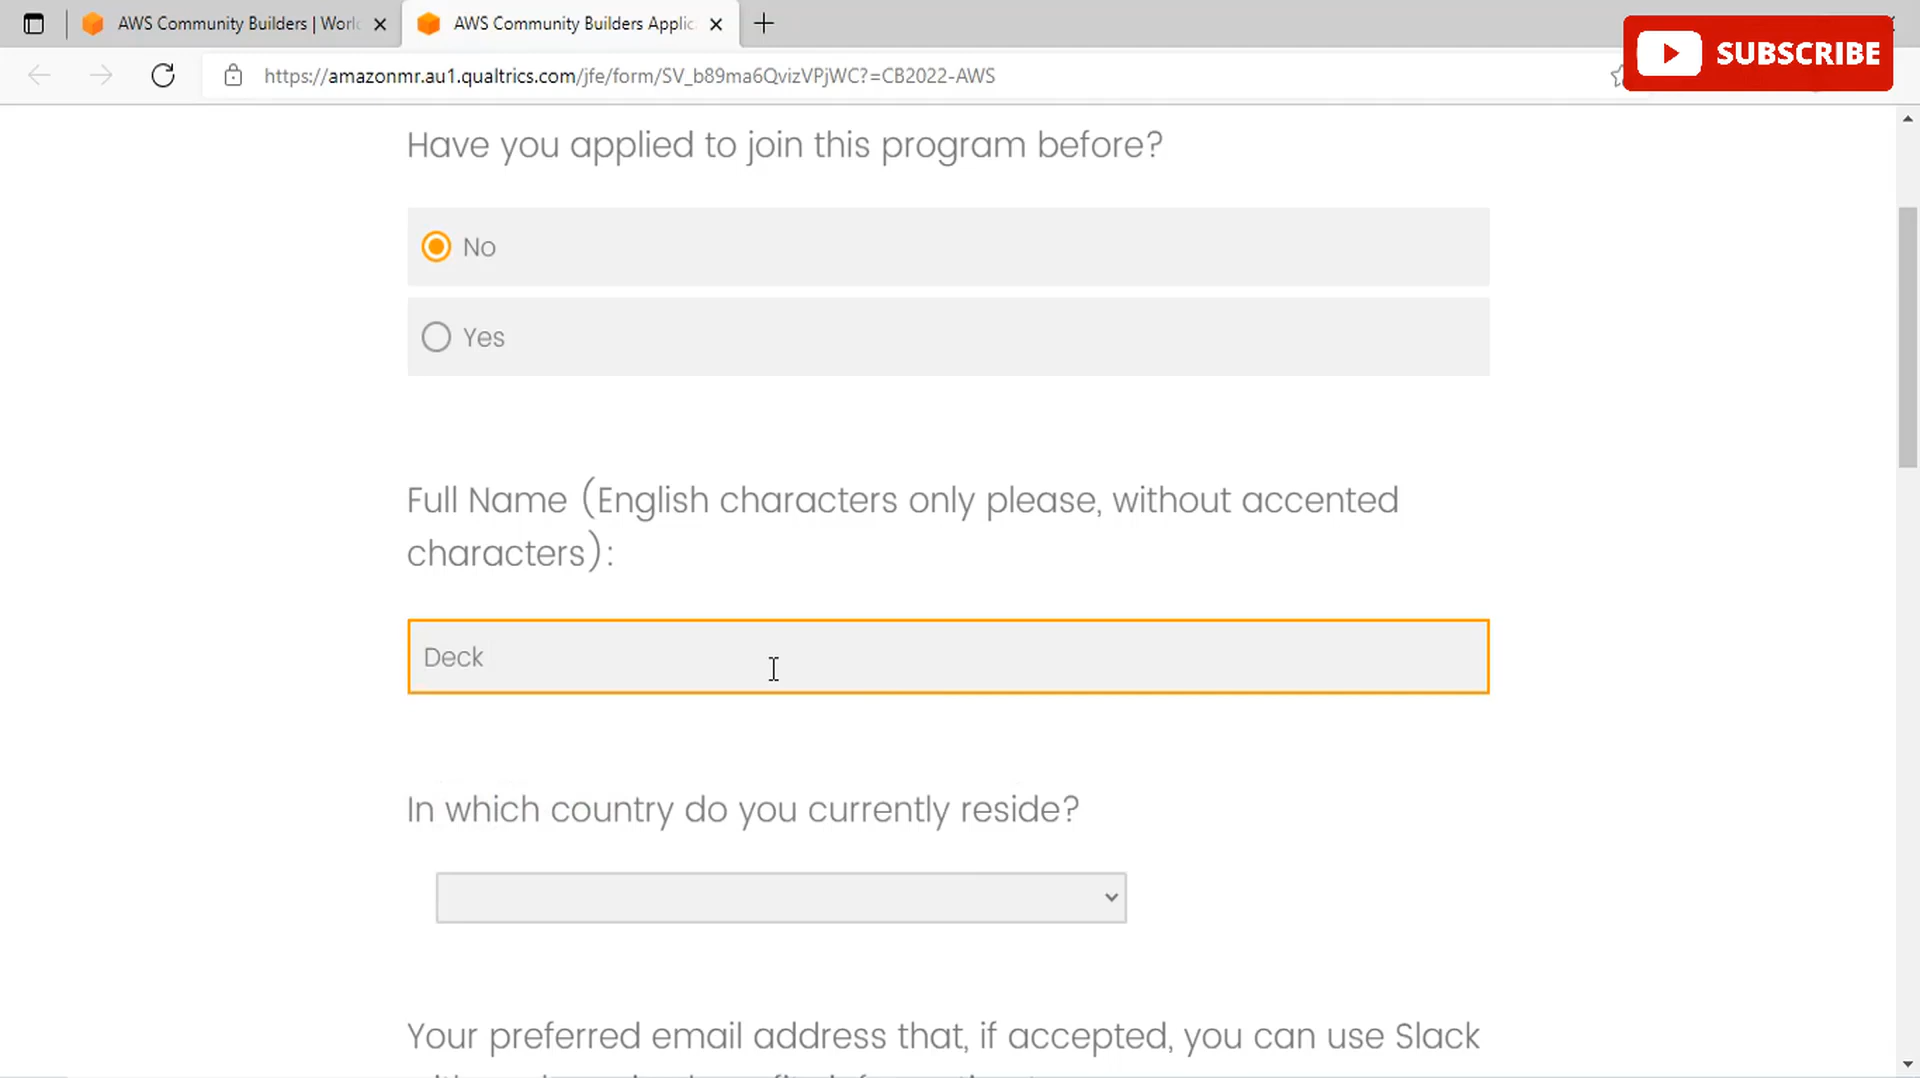 AWS Community Builders | Worl
AWS Community Builders Applic
SUBSCRIBE
https://amazonmr.au1.qualtrics.com/jfe/form/SV_b89ma6QvizVPjWC?=CB2022-AWS
Have you applied to join this program before?
No
Yes
Full Name (English characters only please, without accented
characters):
Deck
In which country do you currently reside?
Your preferred email address that, if accepted, you can use Slack